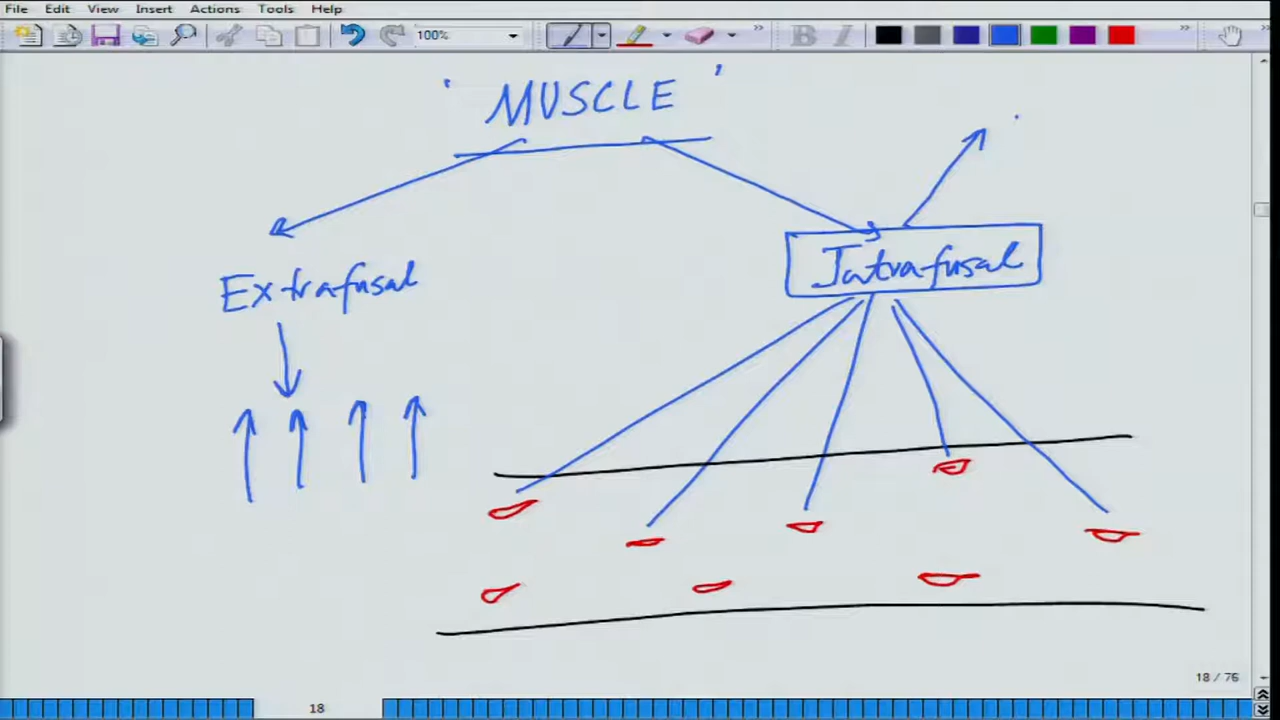 File Edit View Insert Actions Tools Help
100%
B I
'MUSCLE'
Extrafusal
Intrafusal
18 / 76
18